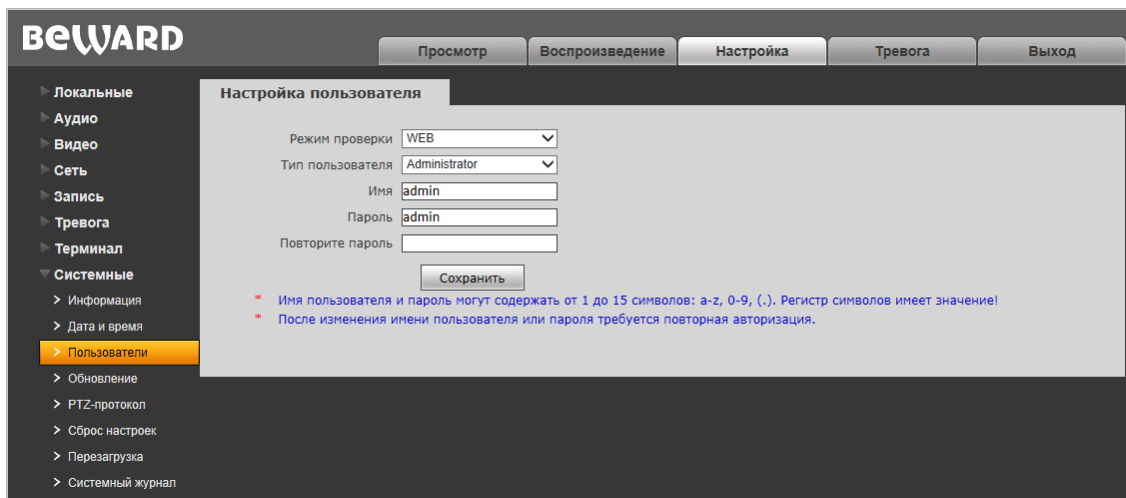 BEWARD
Просмотр Воспроизведение Настройка Тревога Выход
Локальные
Аудио
Видео
Сеть
Запись
Тревога
Терминал
Системные
> Информация
> Дата и время
> Пользователи
> Обновление
> PTZ-протокол
> Сброс настроек
> Перезагрузка
> Системный журнал
Настройка пользователя
Режим проверки WEB
Тип пользователя Administrator
Имя admin
Пароль admin
Повторите пароль
Сохранить
* Имя пользователя и пароль могут содержать от 1 до 15 символов: a-z, 0-9, (.). Регистр символов имеет значение!
* После изменения имени пользователя или пароля требуется повторная авторизация.